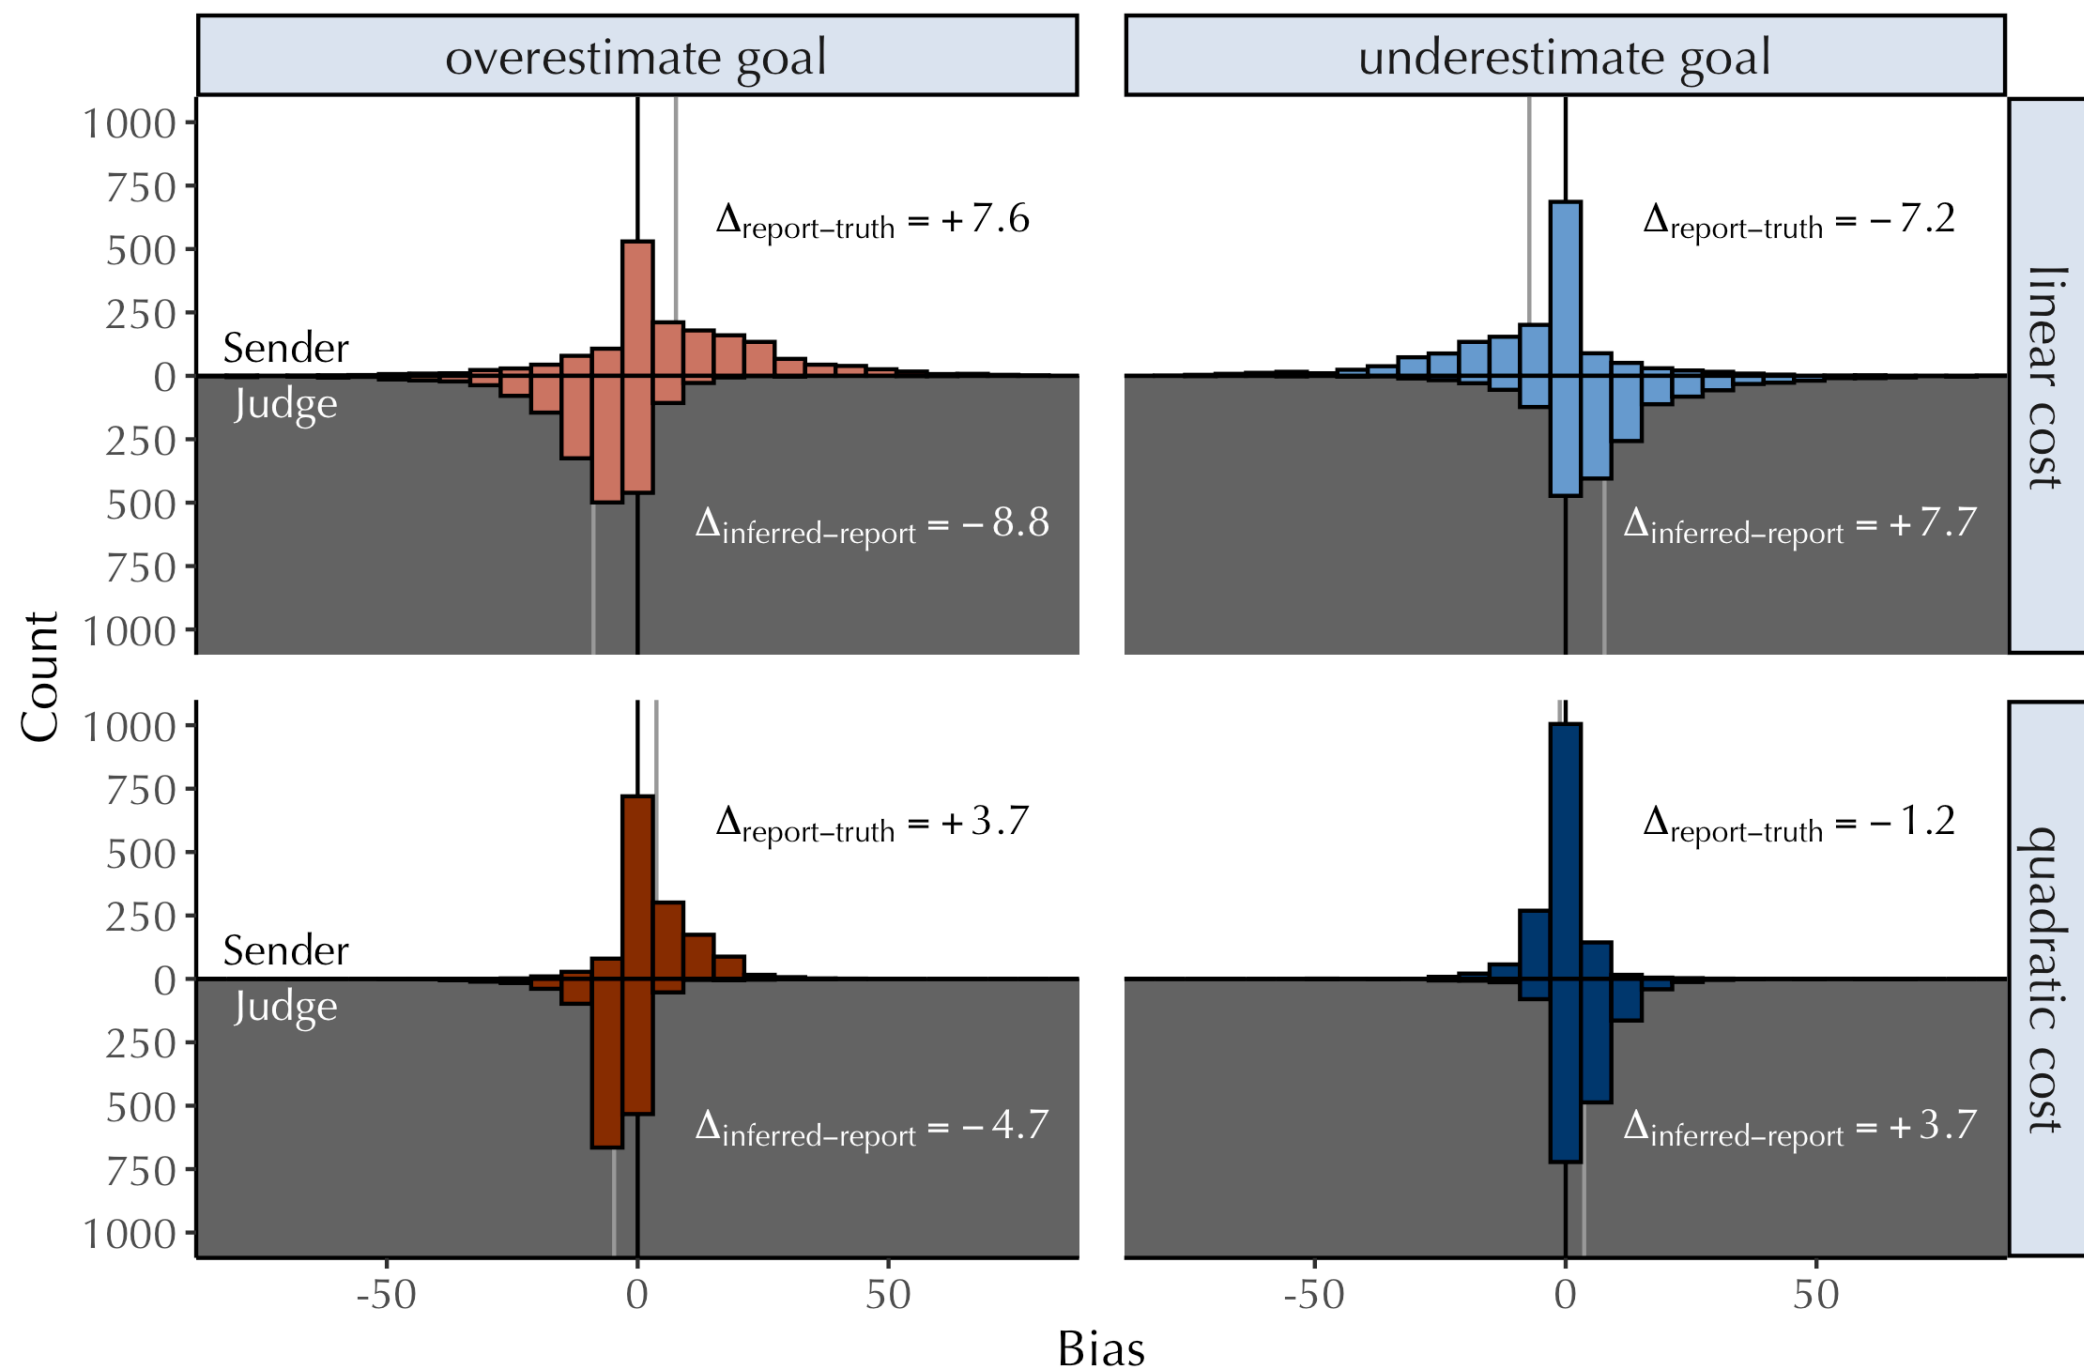 overestimate goal
underestimate goal
1000
750
500
250
0
250
500
750
1000
Sender
Judge
Δreport−truth = +7.6
Δinferred−report = −8.8
Δreport−truth = −7.2
Δinferred−report = +7.7
linear cost
Count
1000
750
500
250
0
250
500
750
1000
Sender
Judge
Δreport−truth = +3.7
Δinferred−report = −4.7
Δreport−truth = −1.2
Δinferred−report = +3.7
quadratic cost
-50 0 50
-50 0 50
Bias